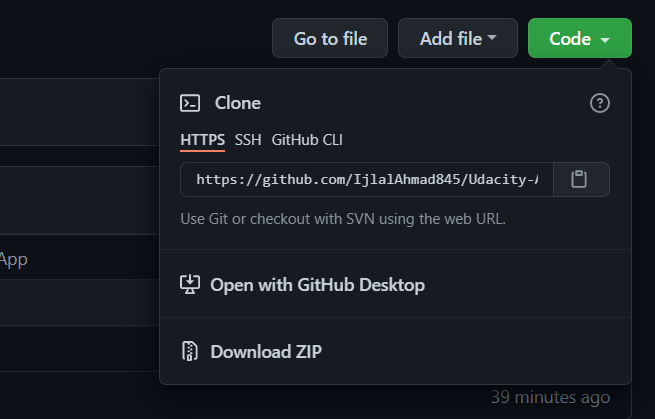 Go to file Add file Code
Clone
HTTPS SSH GitHub CLI
https://github.com/IjlalAhmad845/Udacity-
Use Git or checkout with SVN using the web URL.
App
Open with GitHub Desktop
Download ZIP
39 minutes ago